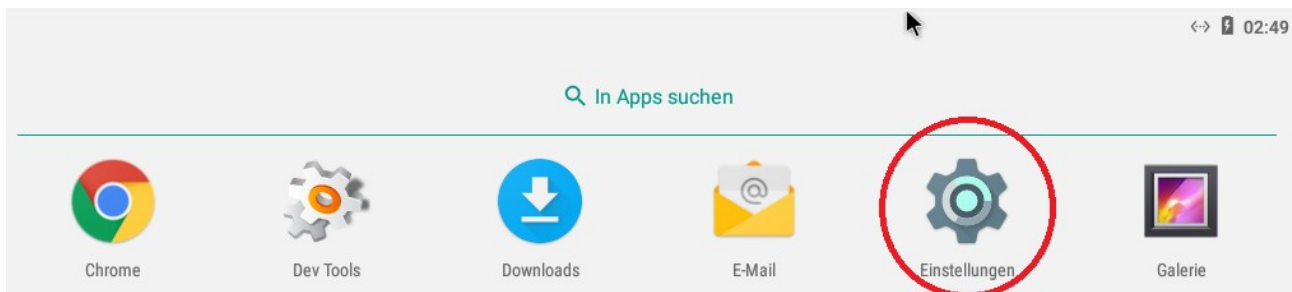 02:49
In Apps suchen
Chrome Dev Tools Downloads E-Mail Einstellungen Galerie